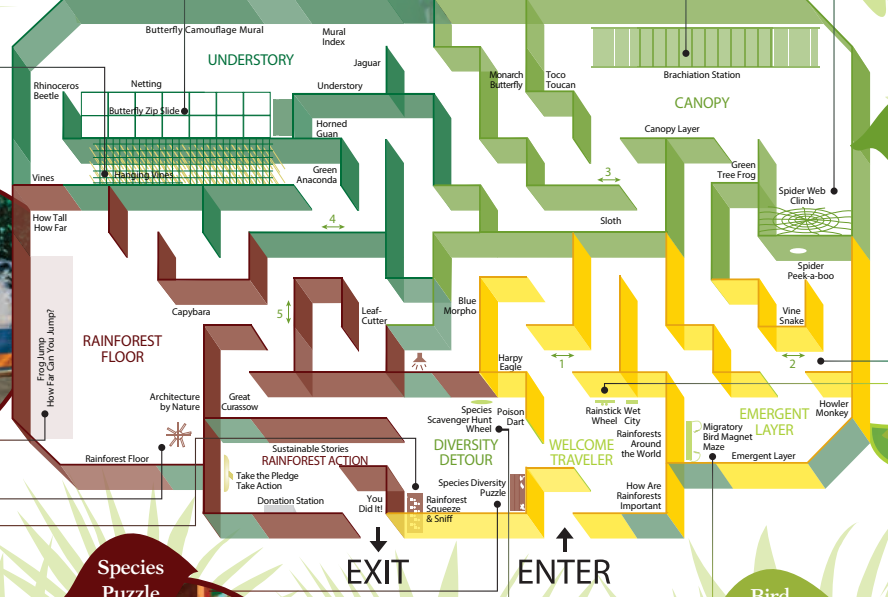 Butterfly Camouflage Mural
Mural
Index
UNDERSTORY
Jaguar
Monarch
Butterfly
Toco
Toucan
Brachiation Station
CANOPY
Rhinoceros
Beetle
Netting
Understory
Butterfly Zip Slide
Horned
Guan
Canopy Layer
Green
Tree Frog
Green
Anaconda
Hanging Vines
Vines
3
Spider Web
Climb
How Tall
How Far
4
Sloth
Spider
Peek-a-boo
Capybara
5
Leaf-
Cutter
Blue
Morpho
Vine
Snake
Frog Jump
How Far Can You Jump?
RAINFOREST
FLOOR
Harpy
Eagle
1
2
Architecture
by Nature
Great
Curassow
Species
Scavenger Hunt
Wheel
Poison
Dart
Rainstick
Wheel
Wet
City
Howler
Monkey
EMERGENT
LAYER
Rainforests
Around
the World
Migratory
Bird Magnet
Maze
Emergent Layer
DIVERSITY
DETOUR
WELCOME
TRAVELER
Rainforest Floor
Sustainable Stories
RAINFOREST ACTION
Take the Pledge
Take Action
Donation Station
You
Did It!
Rainforest
Squeeze
& Sniff
Species Diversity
Puzzle
How Are
Rainforests
Important
EXIT
ENTER
Species
Puzzle
Bird